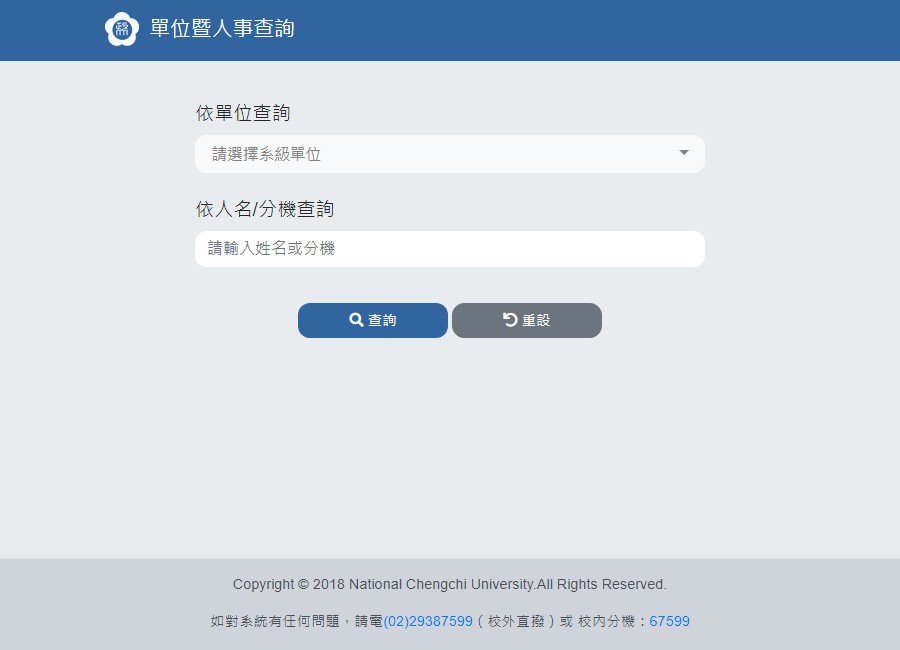 單位暨人事查詢
依單位查詢
請選擇系級單位
依人名/分機查詢
請輸入姓名或分機
查詢
重設
Copyright © 2018 National Chengchi University.All Rights Reserved.
如對系統有任何問題，請電(02)29387599（校外直撥）或 校內分機：67599